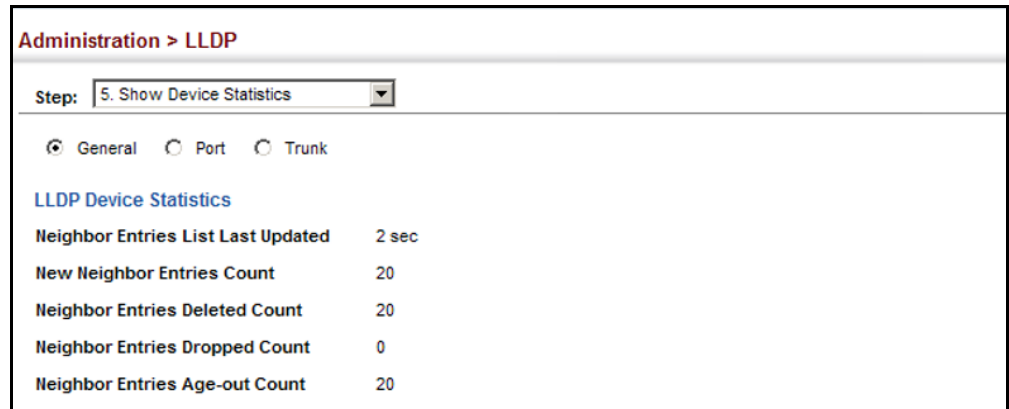 Administration > LLDP
Step: 5. Show Device Statistics
General Port Trunk
LLDP Device Statistics
Neighbor Entries List Last Updated 2 sec
New Neighbor Entries Count 20
Neighbor Entries Deleted Count 20
Neighbor Entries Dropped Count 0
Neighbor Entries Age-out Count 20